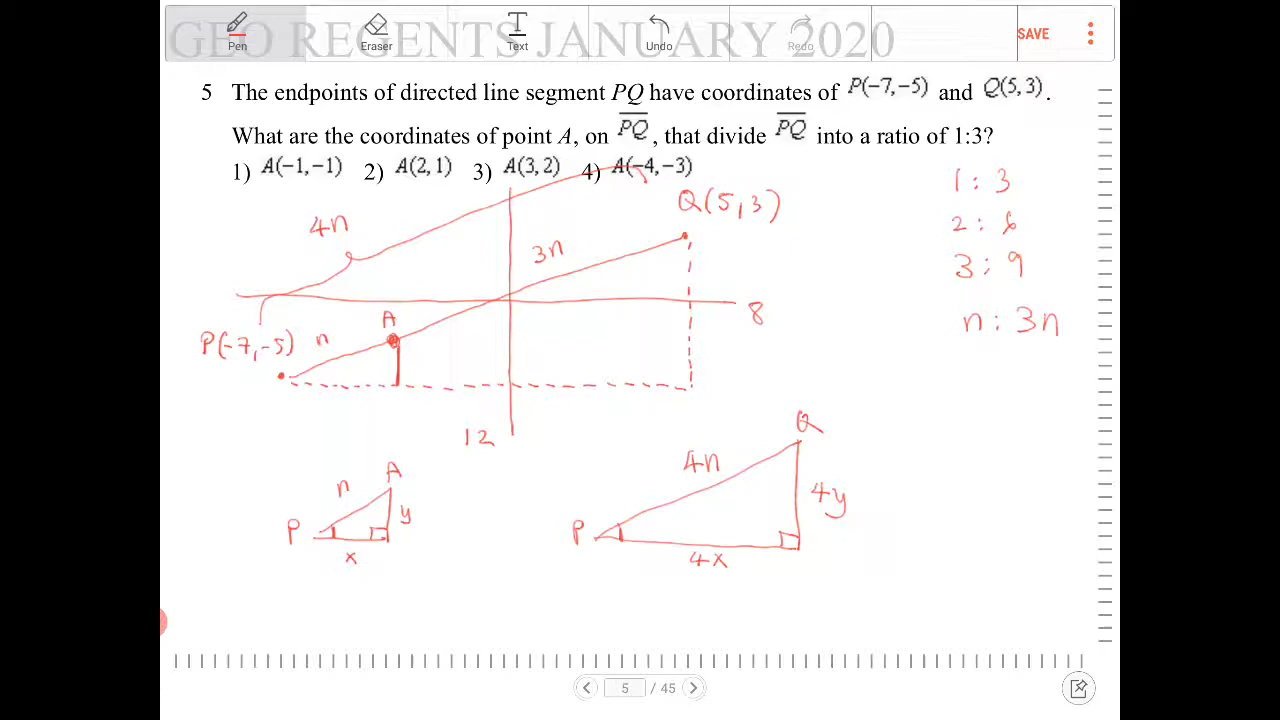 GEO REGENTS JANUARY 2020
Pen Eraser Text Undo Redo SAVE
5 The endpoints of directed line segment PQ have coordinates of P(−7,−5) and Q(5,3).
What are the coordinates of point A, on PQ, that divide PQ into a ratio of 1:3?
1) A(−1,−1) 2) A(2,1) 3) A(3,2) 4) A(−4,−3)
1 : 3
Q(5,3)
4n
2 : 6
3n
3 : 9
8
A
n : 3n
P(-7,-5)
n
12
Q
4n
A
n
4y
y
P
P
x
4x
5 / 45